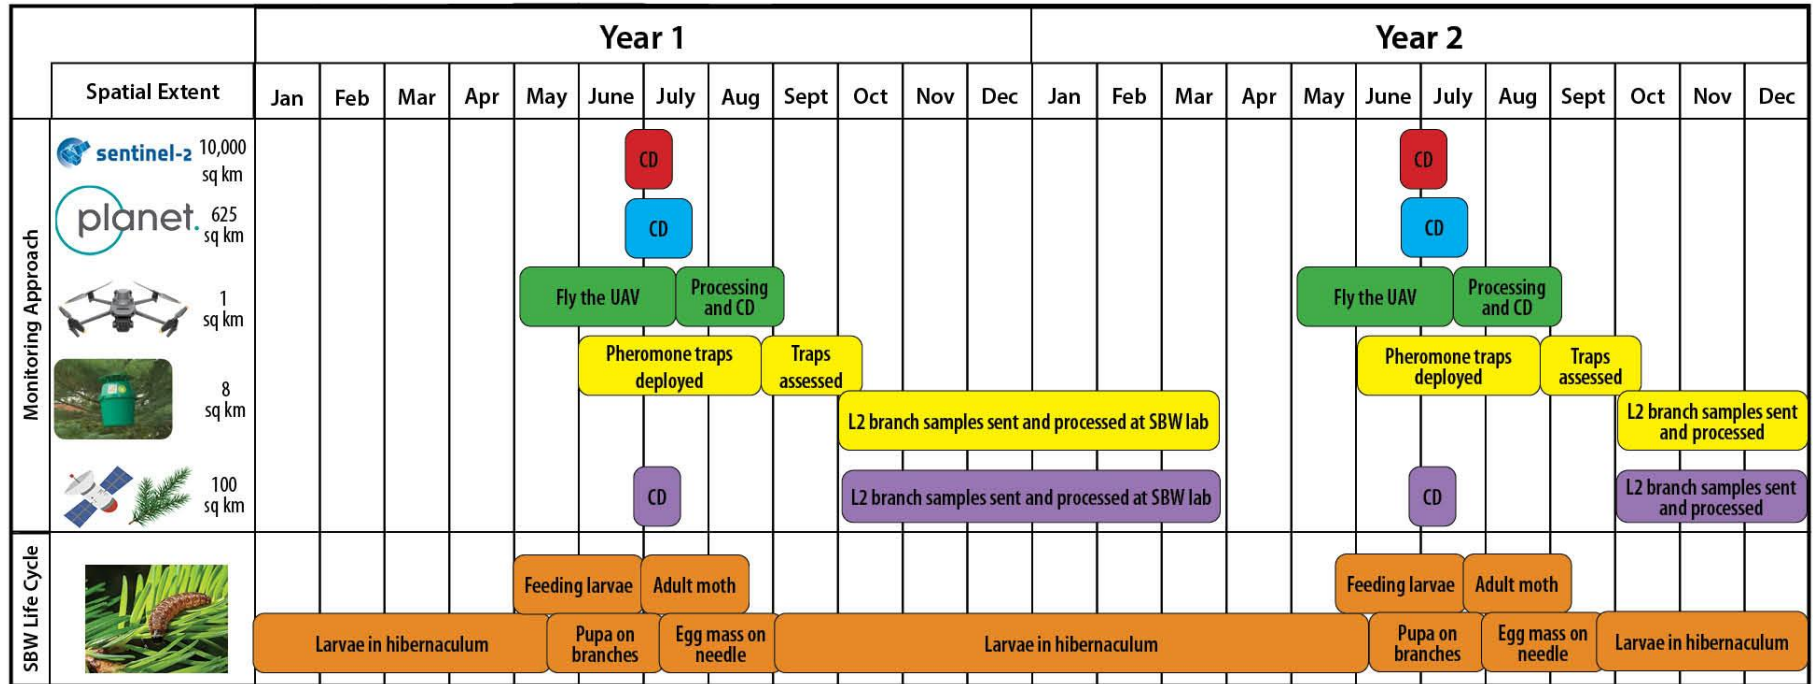 Year 1
Year 2
Spatial Extent
Jan
Feb
Mar
Apr
May
June
July
Aug
Sept
Oct
Nov
Dec
Jan
Feb
Mar
Apr
May
June
July
Aug
Sept
Oct
Nov
Dec
Monitoring Approach
sentinel-2
10,000
sq km
CD
CD
planet.
625
sq km
CD
CD
1
sq km
Fly the UAV
Processing
and CD
Fly the UAV
Processing
and CD
8
sq km
Pheromone traps
deployed
Traps
assessed
Pheromone traps
deployed
Traps
assessed
L2 branch samples sent and processed at SBW lab
L2 branch samples sent
and processed
100
sq km
CD
L2 branch samples sent and processed at SBW lab
CD
L2 branch samples sent
and processed
SBW Life Cycle
Feeding larvae
Adult moth
Feeding larvae
Adult moth
Larvae in hibernaculum
Pupa on
branches
Egg mass on
needle
Larvae in hibernaculum
Pupa on
branches
Egg mass on
needle
Larvae in hibernaculum